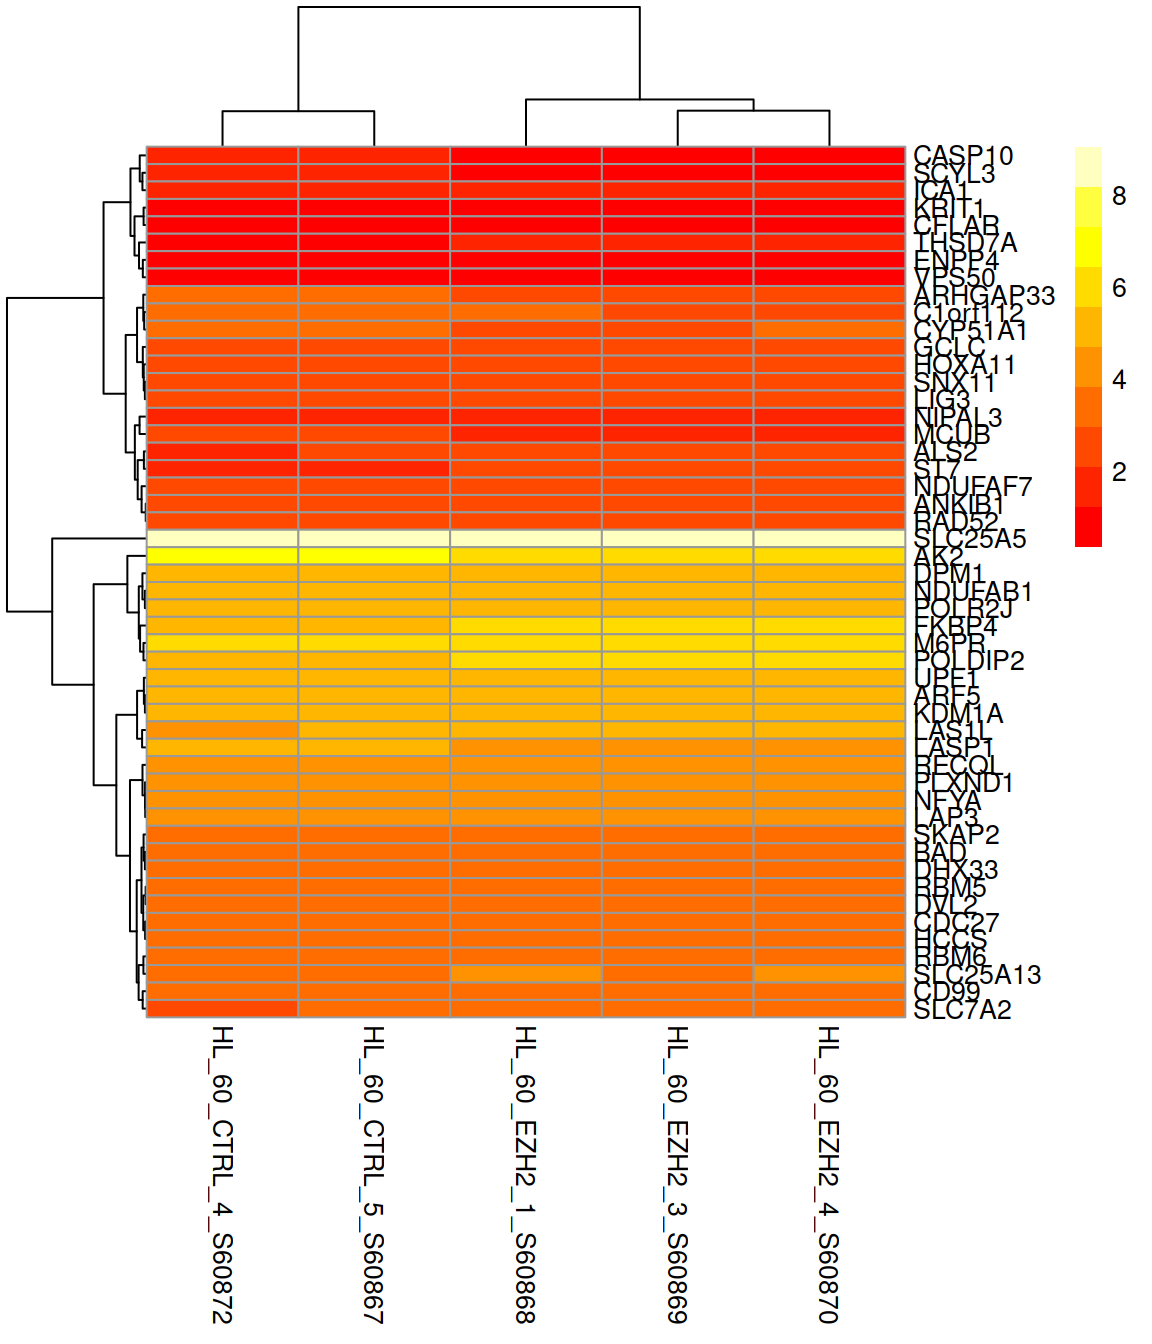 CASP10
SCYL3
ICA1
KRIT1
CFLAR
THSD7A
ENPP4
VPS50
ARHGAP33
C1orf112
CYP51A1
GCLC
HOXA11
SNX11
LIG3
NIPAL3
MCUB
ALS2
ST7
NDUFAF7
ANKIB1
RAD52
SLC25A5
AK2
DPM1
NDUFAB1
POLR2J
FKBP4
M6PR
POLDIP2
UPF1
ARF5
KDM1A
LAS1L
LASP1
RECQL
PLXND1
NFYA
LAP3
SKAP2
BAD
DHX33
RBM5
DVL2
CDC27
HCCS
RBM6
SLC25A13
CD99
SLC7A2
8
6
4
2
HL_60_CTRL_4_S60872
HL_60_CTRL_5_S60867
HL_60_EZH2_1_S60868
HL_60_EZH2_3_S60869
HL_60_EZH2_4_S60870